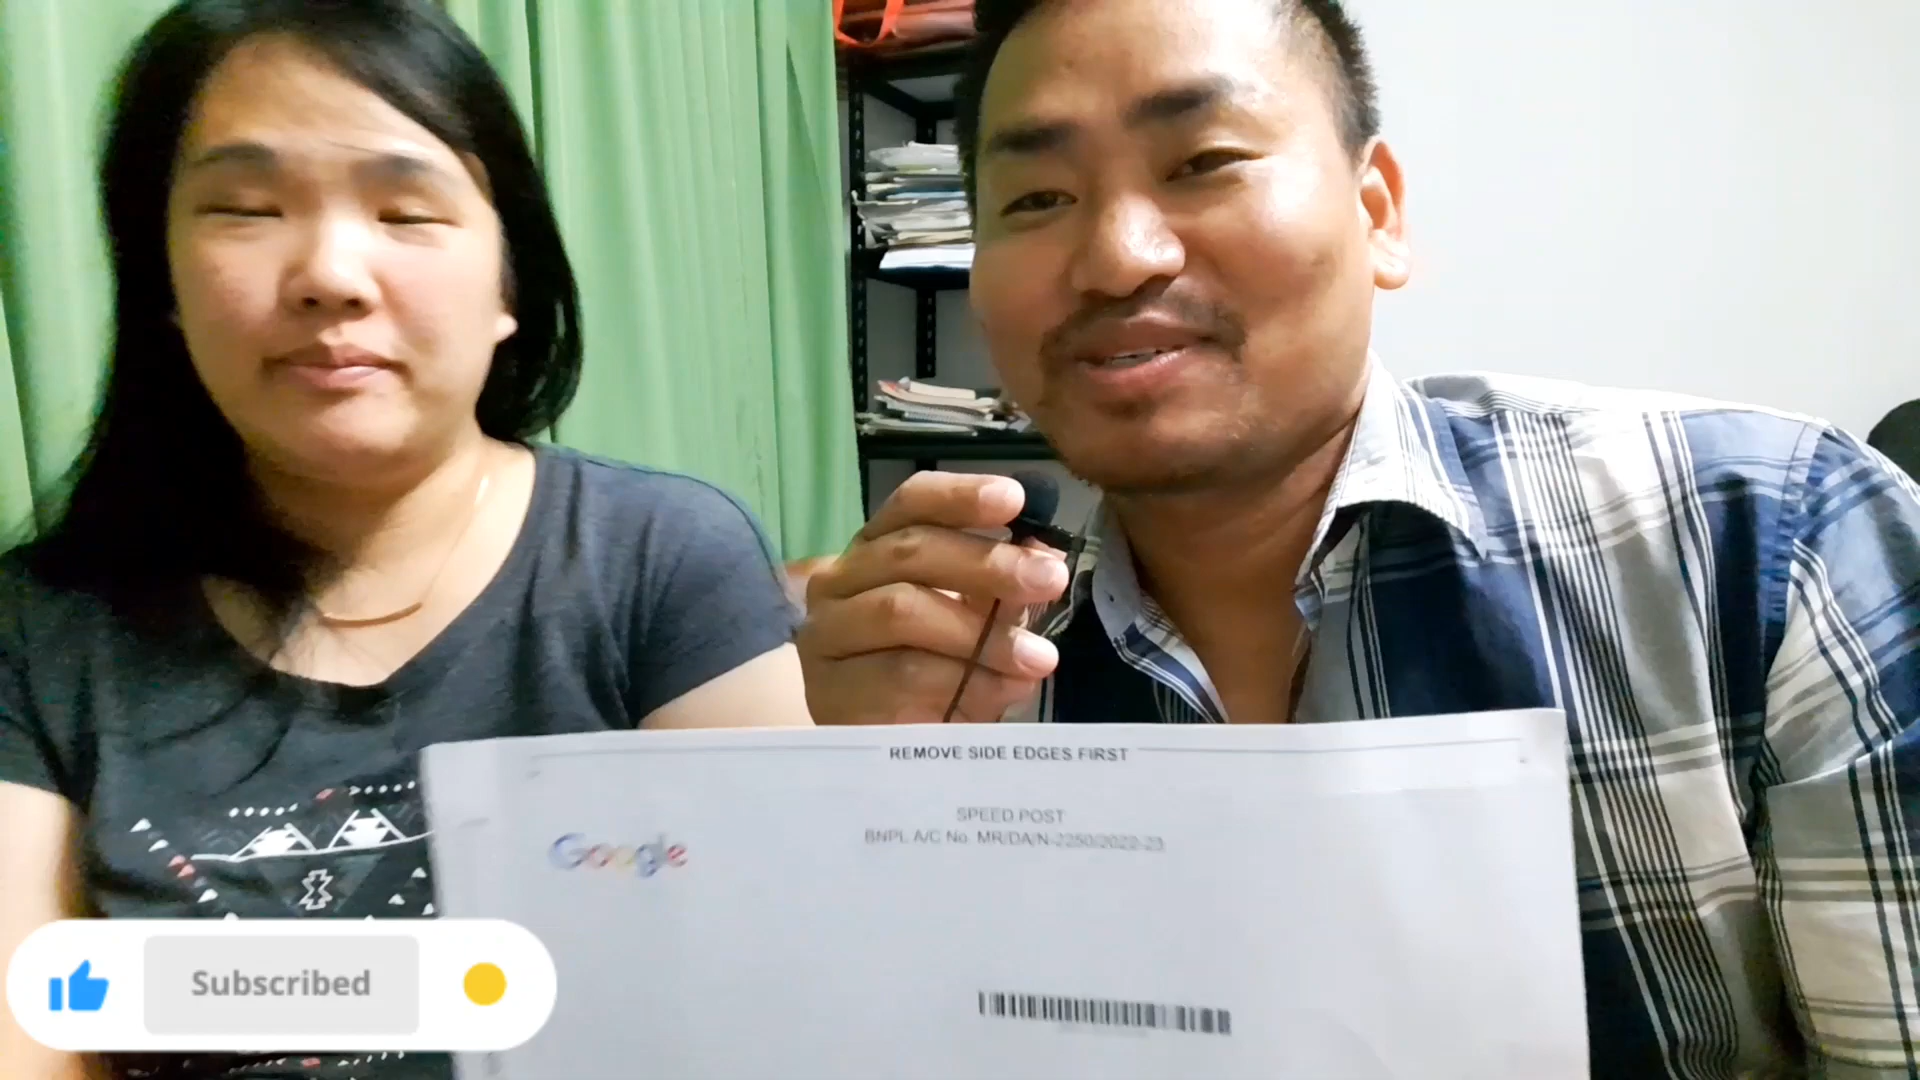 REMOVE SIDE EDGES FIRST
SPEED POST
BNPL A/C No. MR/DA/N-2250/2022-23
Google
Subscribed